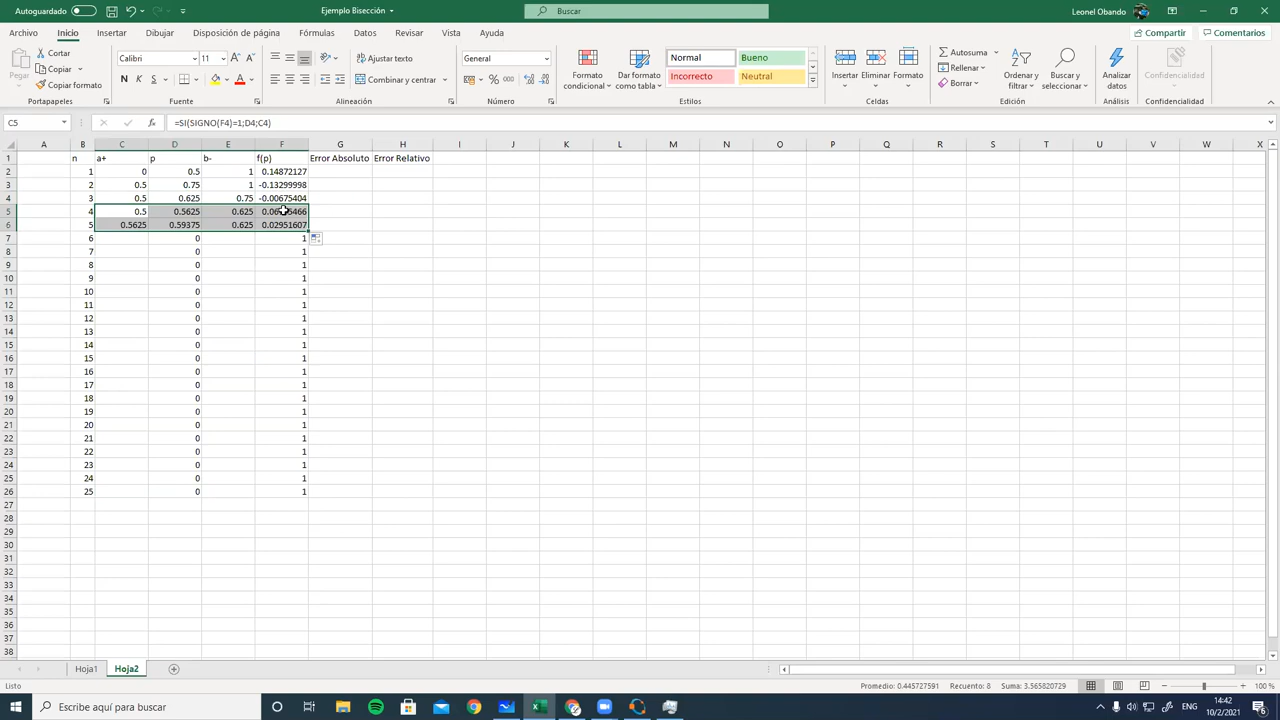 Autoguardado Ejemplo Bisección Buscar Leonel Obando
Archivo Inicio Insertar Dibujar Disposición de página Fórmulas Datos Revisar Vista Ayuda Compartir Comentarios
Pegar Cortar Copiar Copiar formato Portapapeles
Calibri 11 N K S Fuente
Ajustar texto Combinar y centrar Alineación
General % 000 Número
Formato condicional Dar formato como tabla Normal Bueno Incorrecto Neutral Estilos
Insertar Eliminar Formato Celdas
Autosuma Rellenar Borrar Ordenar y filtrar Buscar y seleccionar Edición
Analizar datos Análisis
Confidencialidad Confidencialidad
C5 fx =SI(SIGNO(F4)=1;D4;C4)
A B C D E F G H I J K L M N O P Q R S T U V W X
1 n a+ p b- f(p) Error Absoluto Error Relativo
2 1 0 0.5 1 0.14872127
3 2 0.5 0.75 1 -0.13299998
4 3 0.5 0.625 0.75 -0.00675404
5 4 0.5 0.5625 0.625
6 5 0.5625 0.59375 0.625 0.02951607
7 6 0 1
8 7 0 1
9 8 0 1
10 9 0 1
11 10 0 1
12 11 0 1
13 12 0 1
14 13 0 1
15 14 0 1
16 15 0 1
17 16 0 1
18 17 0 1
19 18 0 1
20 19 0 1
21 20 0 1
22 21 0 1
23 22 0 1
24 23 0 1
25 24 0 1
26 25 0 1
27
28
29
30
31
32
33
34
35
36
37
38
Hoja1 Hoja2
Listo Promedio: 0.445727591 Recuento: 8 Suma: 3.565820729 100 %
Escribe aquí para buscar 14:42
10/2/2021